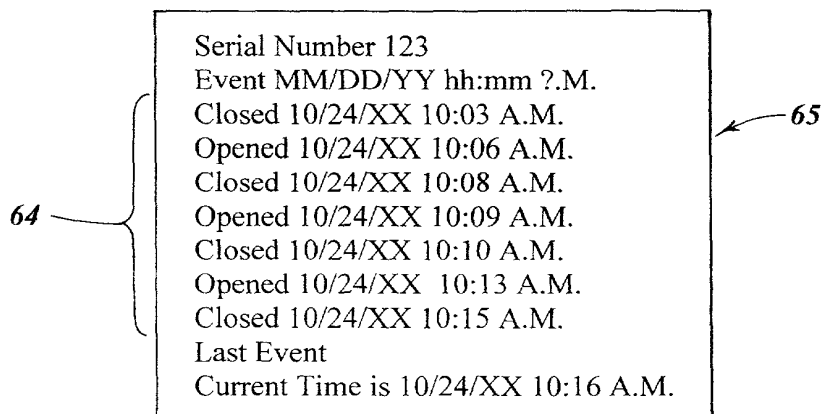 Serial Number 123
Event MM/DD/YY hh:mm ?.M.
Closed 10/24/XX 10:03 A.M.
Opened 10/24/XX 10:06 A.M.
Closed 10/24/XX 10:08 A.M.
Opened 10/24/XX 10:09 A.M.
Closed 10/24/XX 10:10 A.M.
Opened 10/24/XX 10:13 A.M.
Closed 10/24/XX 10:15 A.M.
Last Event
Current Time is 10/24/XX 10:16 A.M.
64
65